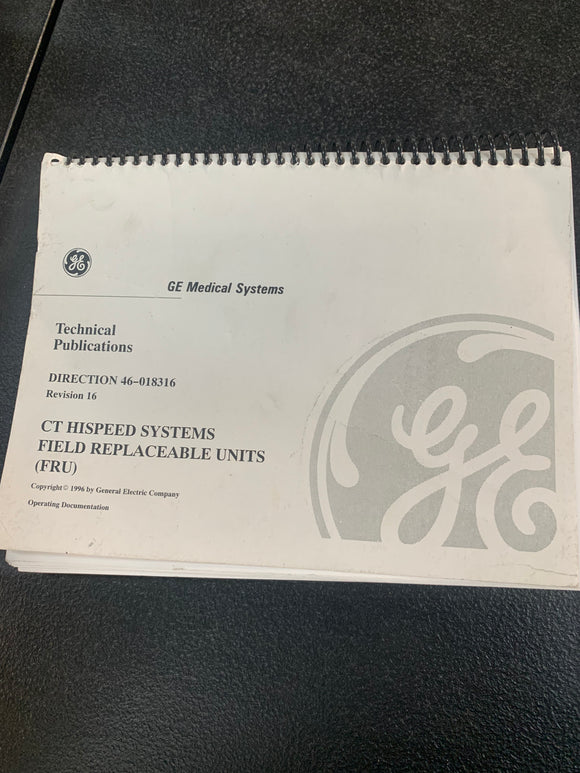 GE Medical Systems
Technical
Publications
DIRECTION 46-018316
Revision 16
CT HISPEED SYSTEMS
FIELD REPLACEABLE UNITS
(FRU)
Copyright© 1996 by General Electric Company
Operating Documentation
GE